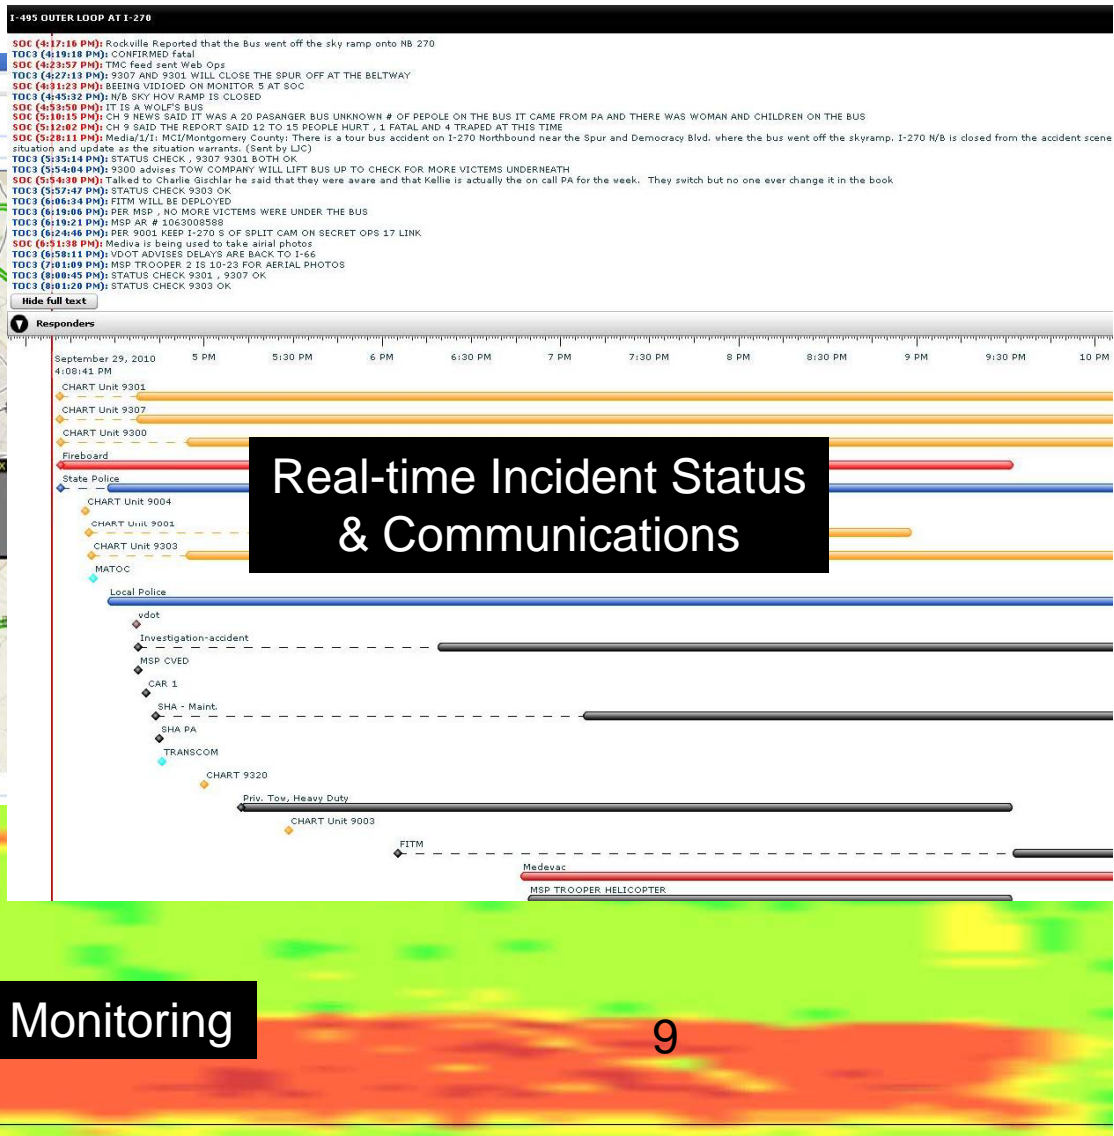 I-495 OUTER LOOP AT I-270
SOC (4:17:16 PM): Rockville Reported that the Bus went off the sky ramp onto NB 270
TOC3 (4:19:18 PM): CONFIRMED fatal
SOC (4:23:57 PM): TMC feed sent Web Ops
TOC3 (4:27:13 PM): 9307 AND 9301 WILL CLOSE THE SPUR OFF AT THE BELTWAY
SOC (4:31:23 PM): BEEING VIDIOED ON MONITOR 5 AT SOC
TOC3 (4:45:32 PM): N/B SKY HOV RAMP IS CLOSED
SOC (4:53:50 PM): IT IS A WOLF'S BUS
SOC (5:10:15 PM): CH 9 NEWS SAID IT WAS A 20 PASANGER BUS UNKNOWN # OF PEPOLE ON THE BUS IT CAME FROM PA AND THERE WAS WOMAN AND CHILDREN ON THE BUS
SOC (5:12:02 PM): CH 9 SAID THE REPORT SAID 12 TO 15 PEOPLE HURT , 1 FATAL AND 4 TRAPED AT THIS TIME
SOC (5:28:11 PM): Media/1/I: MCI/Montgomery County: There is a tour bus accident on I-270 Northbound near the Spur and Democracy Blvd. where the bus went off the skyramp. I-270 N/B is closed from the accident scene
situation and update as the situation warrants. (Sent by LJC)
TOC3 (5:35:14 PM): STATUS CHECK , 9307 9301 BOTH OK
TOC3 (5:54:04 PM): 9300 advises TOW COMPANY WILL LIFT BUS UP TO CHECK FOR MORE VICTEMS UNDERNEATH
SOC (5:54:30 PM): Talked to Charlie Gischlar he said that they were aware and that Kellie is actually the on call PA for the week. They switch but no one ever change it in the book
TOC3 (5:57:47 PM): STATUS CHECK 9303 OK
TOC3 (6:06:34 PM): FITM WILL BE DEPLOYED
TOC3 (6:19:06 PM): PER MSP , NO MORE VICTEMS WERE UNDER THE BUS
TOC3 (6:19:21 PM): MSP AR # 1063008588
TOC3 (6:24:46 PM): PER 9001 KEEP I-270 S OF SPLIT CAM ON SECRET OPS 17 LINK
SOC (6:51:38 PM): Mediva is being used to take airial photos
TOC3 (6:58:11 PM): VDOT ADVISES DELAYS ARE BACK TO I-66
TOC3 (7:01:09 PM): MSP TROOPER 2 IS 10-23 FOR AERIAL PHOTOS
TOC3 (8:00:45 PM): STATUS CHECK 9301 , 9307 OK
TOC3 (8:01:20 PM): STATUS CHECK 9303 OK
Hide full text
Responders
September 29, 2010 5 PM 5:30 PM 6 PM 6:30 PM 7 PM 7:30 PM 8 PM 8:30 PM 9 PM 9:30 PM 10 PM
4:08:41 PM
CHART Unit 9301
CHART Unit 9307
CHART Unit 9300
Fireboard
State Police
Real-time Incident Status
& Communications
CHART Unit 9004
CHART Unit 9001
CHART Unit 9303
MATOC
Local Police
vdot
Investigation-accident
MSP CVED
CAR 1
SHA - Maint.
SHA PA
TRANSCOM
CHART 9320
Priv. Tow, Heavy Duty
CHART Unit 9003
FITM
Medevac
MSP TROOPER HELICOPTER
Monitoring
9